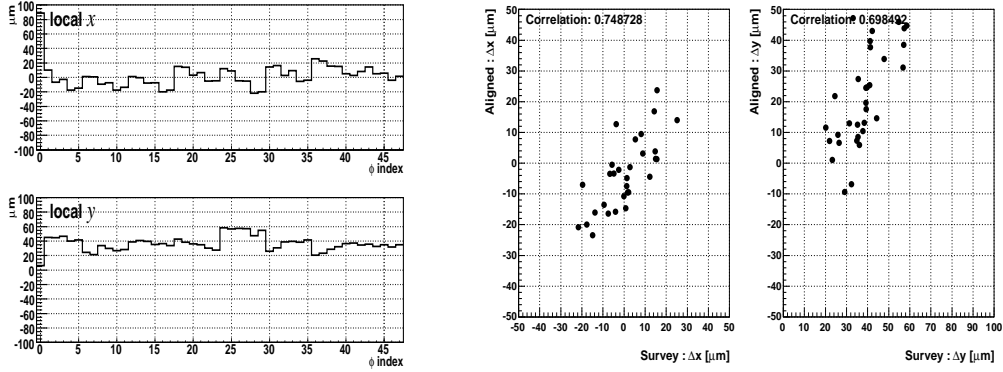 μm
local x
100
80
60
40
20
0
-20
-40
-60
-80
-100
0 5 10 15 20 25 30 35 40 45
ϕ index
μm
local y
100
80
60
40
20
0
-20
-40
-60
-80
-100
0 5 10 15 20 25 30 35 40 45
ϕ index
Aligned : Δx [μm]
Correlation: 0.748728
50
40
30
20
10
0
-10
-20
-30
-40
-50
-50 -40 -30 -20 -10 0 10 20 30 40 50
Survey : Δx [μm]
Aligned : Δy [μm]
Correlation: 0.698492
50
40
30
20
10
0
-10
-20
-30
-40
-50
0 10 20 30 40 50 60 70 80 90 100
Survey : Δy [μm]